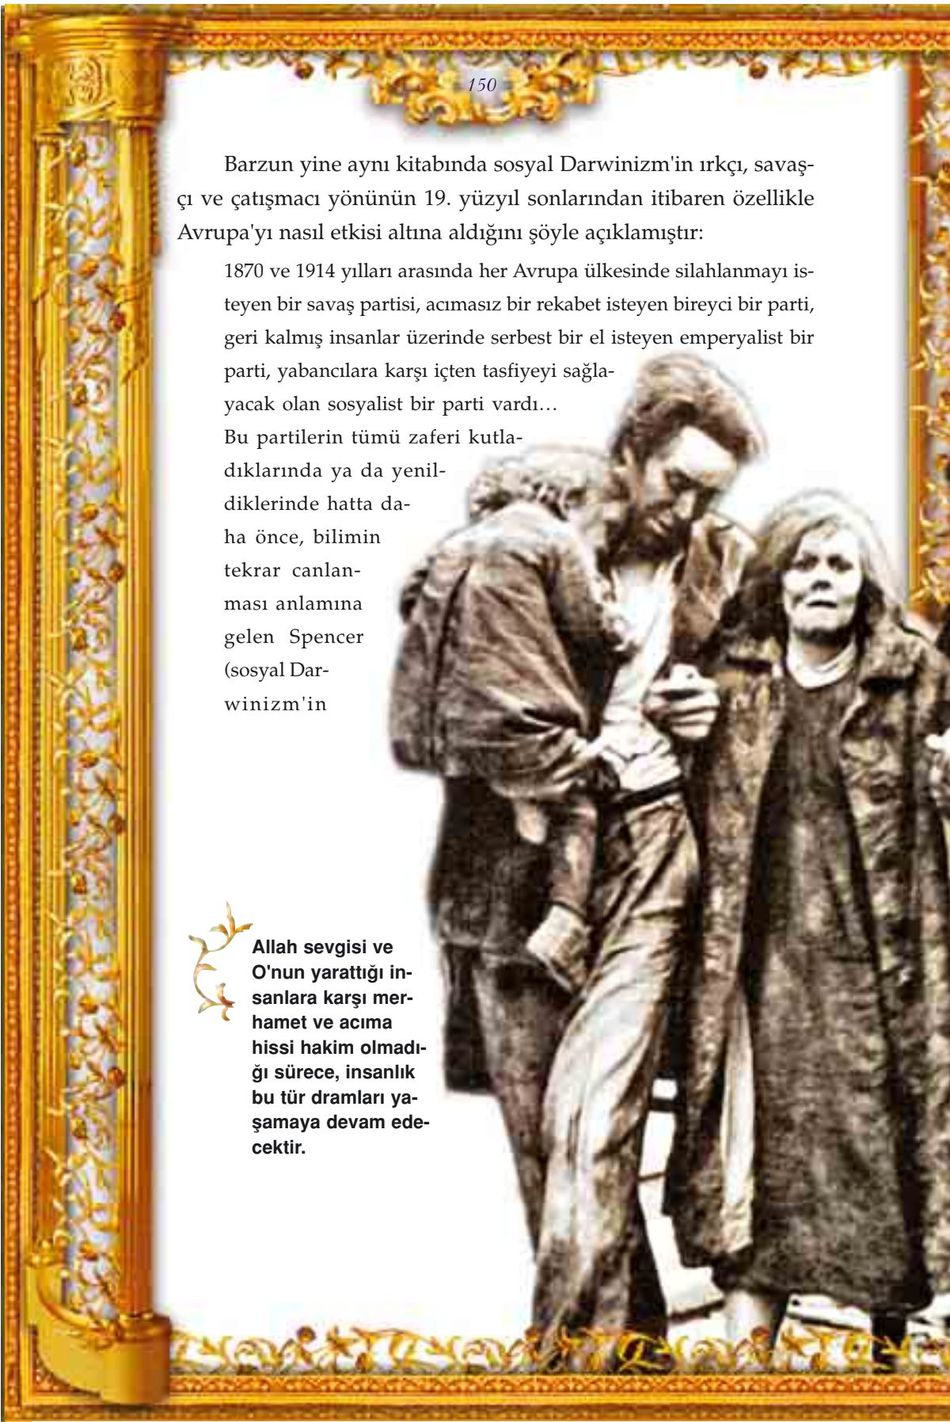 150
Barzun yine aynı kitabında sosyal Darwinizm'in ırkçı, savaş-
çı ve çatışmacı yönünün 19. yüzyıl sonlarından itibaren özellikle
Avrupa'yı nasıl etkisi altına aldığını şöyle açıklamıştır:
1870 ve 1914 yılları arasında her Avrupa ülkesinde silahlanmayı is-
teyen bir savaş partisi, acımasız bir rekabet isteyen bireyci bir parti,
geri kalmış insanlar üzerinde serbest bir el isteyen emperyalist bir
parti, yabancılara karşı içten tasfiyeyi sağla-
yacak olan sosyalist bir parti vardı…
Bu partilerin tümü zaferi kutla-
dıklarında ya da yenil-
diklerinde hatta da-
ha önce, bilimin
tekrar canlan-
ması anlamına
gelen Spencer
(sosyal Dar-
winizm'in
Allah sevgisi ve
O'nun yarattığı in-
sanlara karşı mer-
hamet ve acıma
hissi hakim olmadı-
ğı sürece, insanlık
bu tür dramları ya-
şamaya devam ede-
cektir.